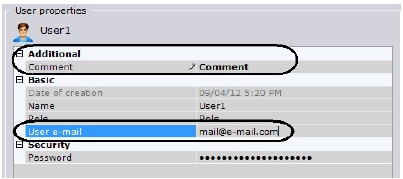 User properties
User1
Additional
Comment Comment
Basic
Date of creation 09/04/12 5:20 PM
Name User1
Role Role
User e-mail mail@e-mail.com
Security
Password ••••••••••••••••••••